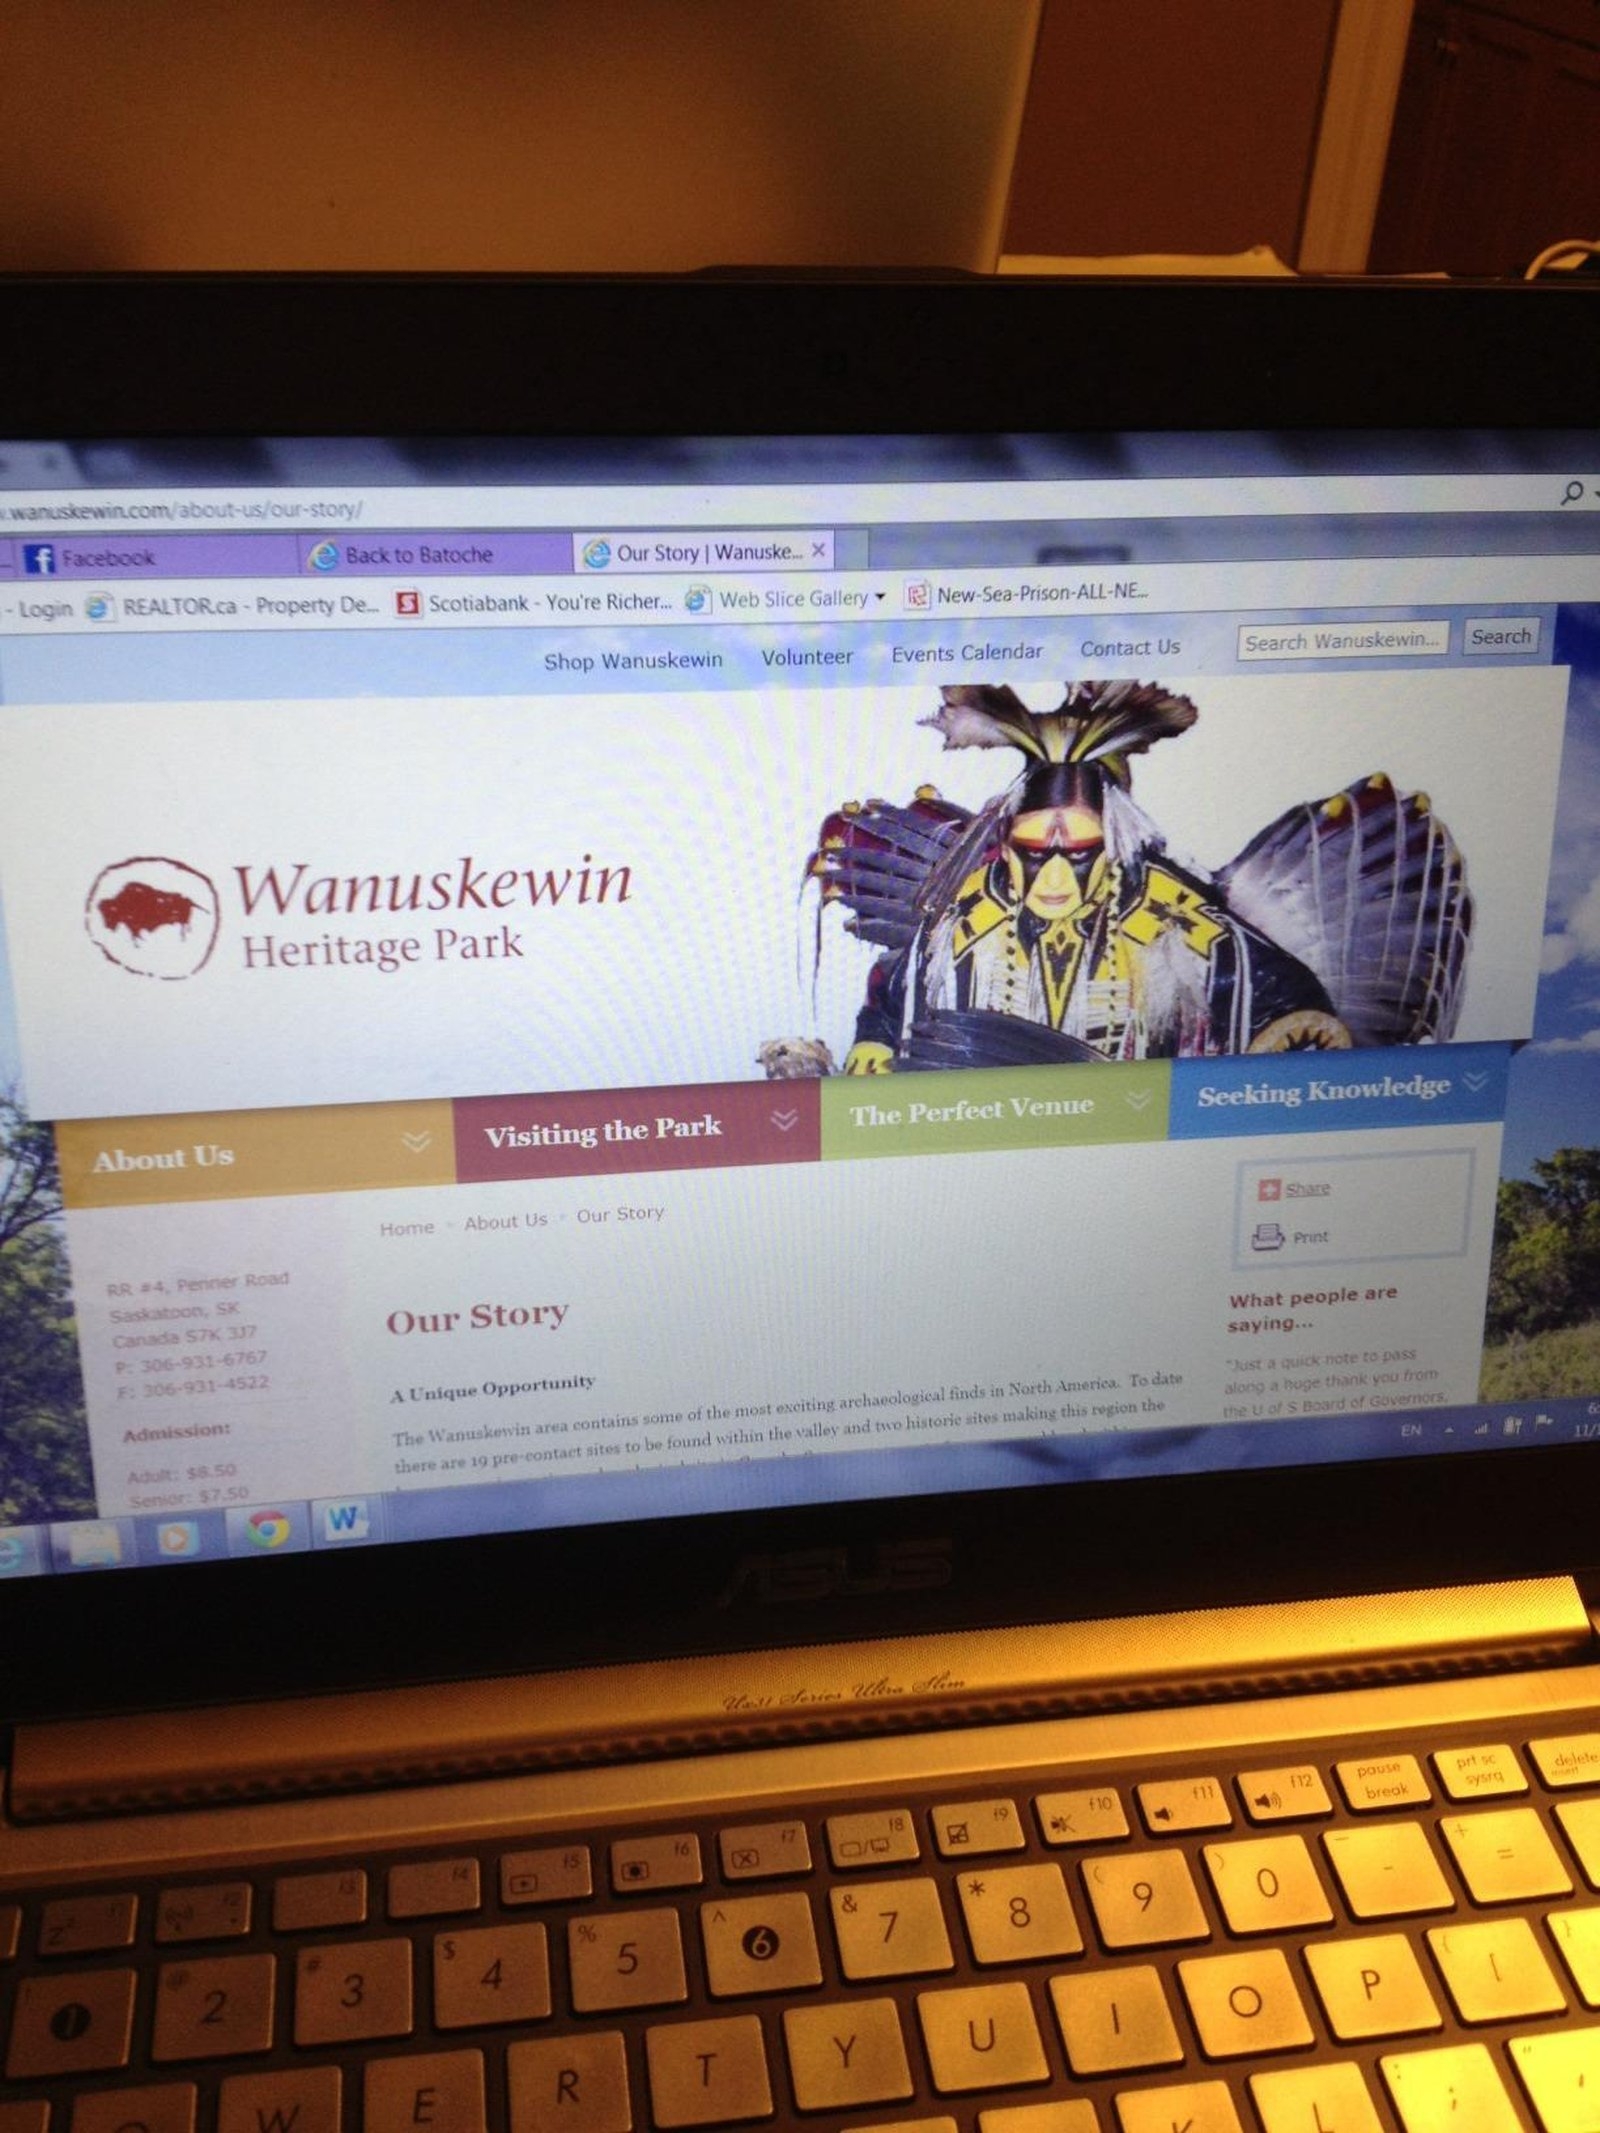 .wanuskewin.com/about-us/our-story/
Facebook
Back to Batoche
Our Story | Wanuske...
- Login
REALTOR.ca - Property De...
Scotiabank - You're Richer...
Web Slice Gallery
New-Sea-Prison-ALL-NE...
Shop Wanuskewin
Volunteer
Events Calendar
Contact Us
Search Wanuskewin...
Search
Wanuskewin
Heritage Park
About Us
Visiting the Park
The Perfect Venue
Seeking Knowledge
Home
About Us
Our Story
Share
Print
RR #4, Penner Road
Saskatoon, SK
Canada S7K 3J7
P: 306-931-6767
F: 306-931-4522
Admission:
Adult: $8.50
Senior: $7.50
Our Story
A Unique Opportunity
The Wanuskewin area contains some of the most exciting archaeological finds in North America. To date
there are 19 pre-contact sites to be found within the valley and two historic sites making this region the
What people are
saying...
"Just a quick note to pass
along a huge thank you from
the U of S Board of Governors,
EN
11/
W
ASUS
Ux31 Series Ultra Slim
f1 f2 f3 f4 f5 f6 f7 f8 f9 f10 f11 f12 pause break prt sc sysrq delete insert
1 @ 2 # 3 $ 4 % 5 ^ 6 & 7 * 8 ( 9 ) 0 - + =
W E R T Y U I O P { [
K L : ; "